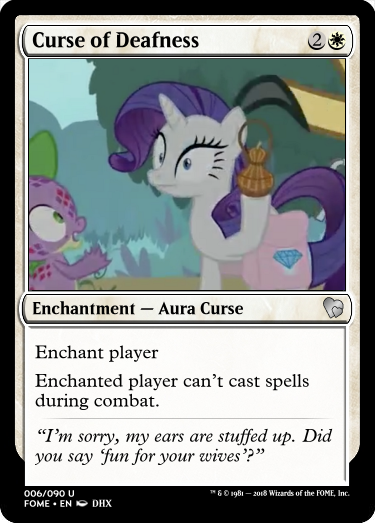 Curse of Deafness 2
Enchantment — Aura Curse
Enchant player
Enchanted player can't cast spells
during combat.
“I'm sorry, my ears are stuffed up. Did
you say ‘fun for your wives’?”
006/090 U
FOME • EN DHX
™ & © 1981 — 2018 Wizards of the FOME, Inc.